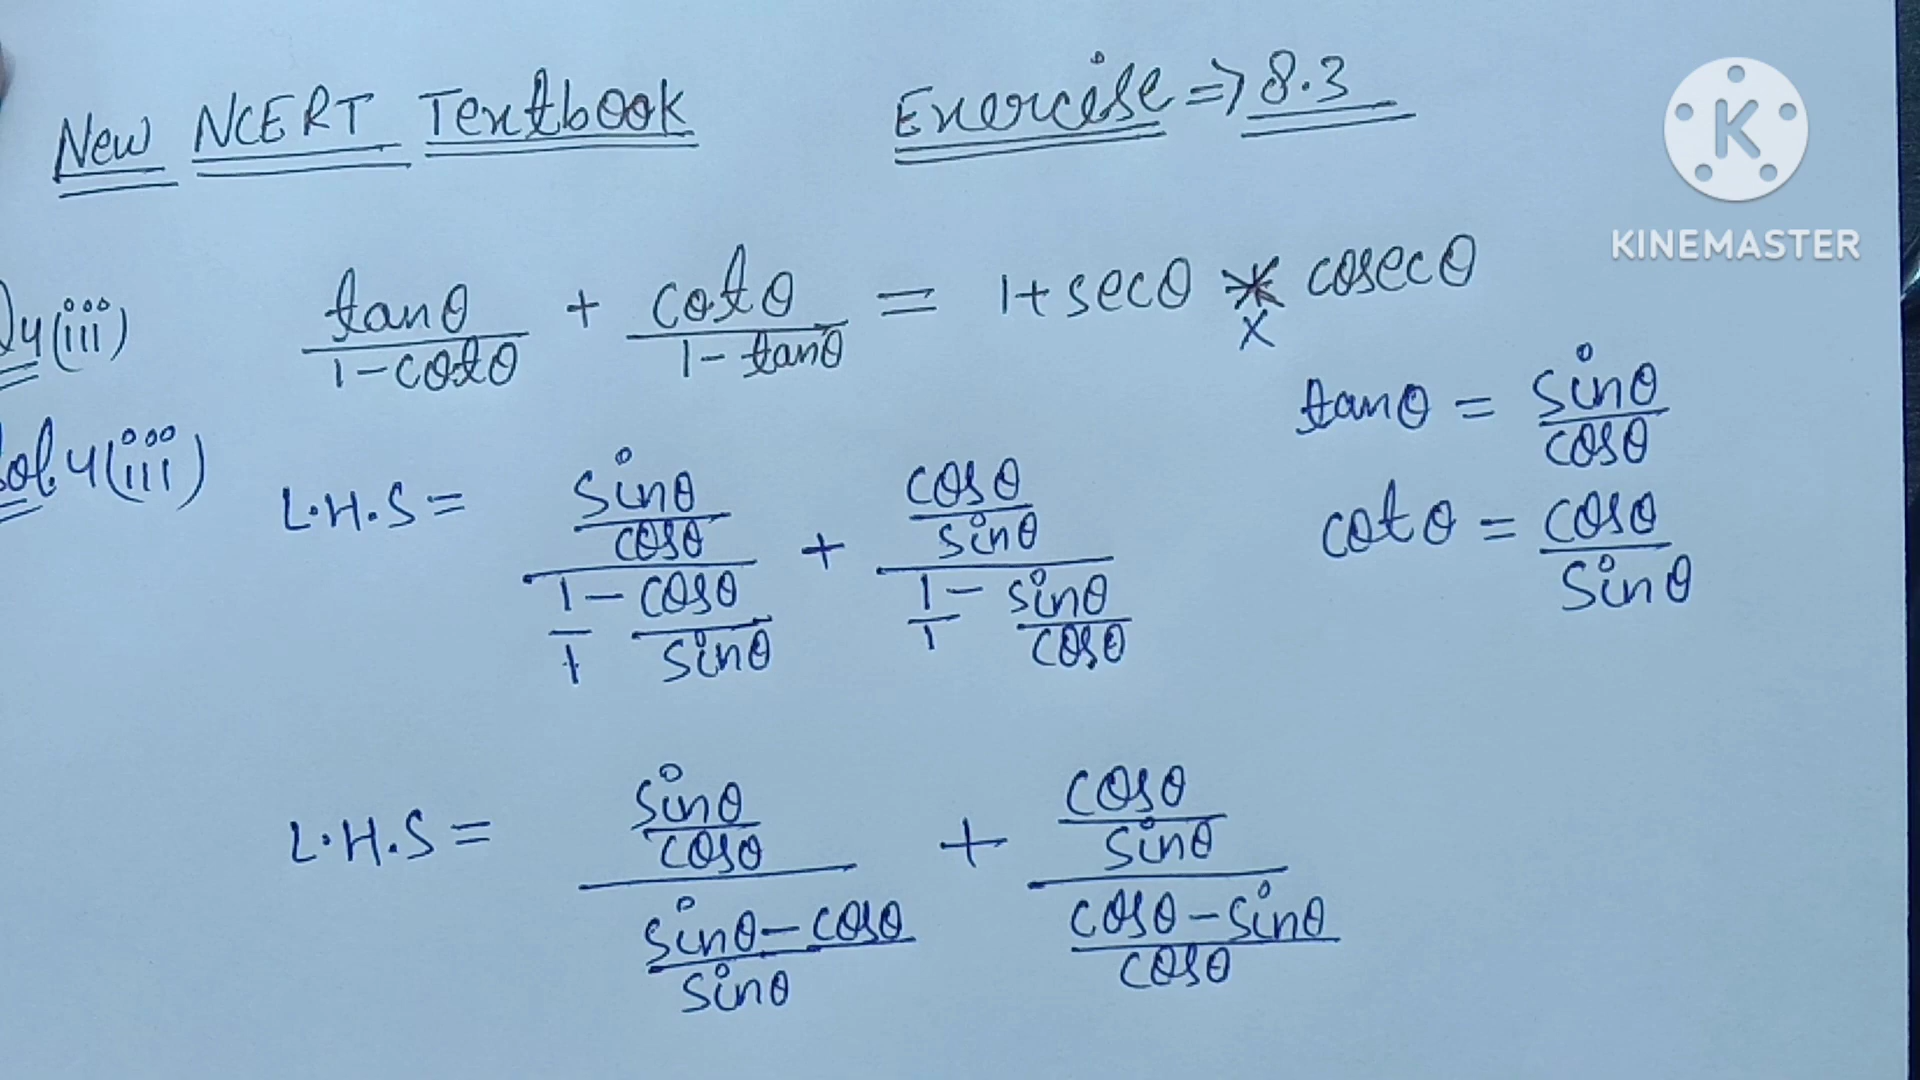 New NCERT Textbook Exercise => 8.3
K
KINEMASTER
Q4(iii) tanθ/(1-cotθ) + cotθ/(1-tanθ) = 1+secθ × cosecθ
tanθ = sinθ/cosθ
Sol. 4(iii) L.H.S = (sinθ/cosθ)/(1/1 - cosθ/sinθ) + (cosθ/sinθ)/(1/1 - sinθ/cosθ)
cotθ = cosθ/sinθ
L.H.S = (sinθ/cosθ)/((sinθ-cosθ)/sinθ) + (cosθ/sinθ)/((cosθ-sinθ)/cosθ)